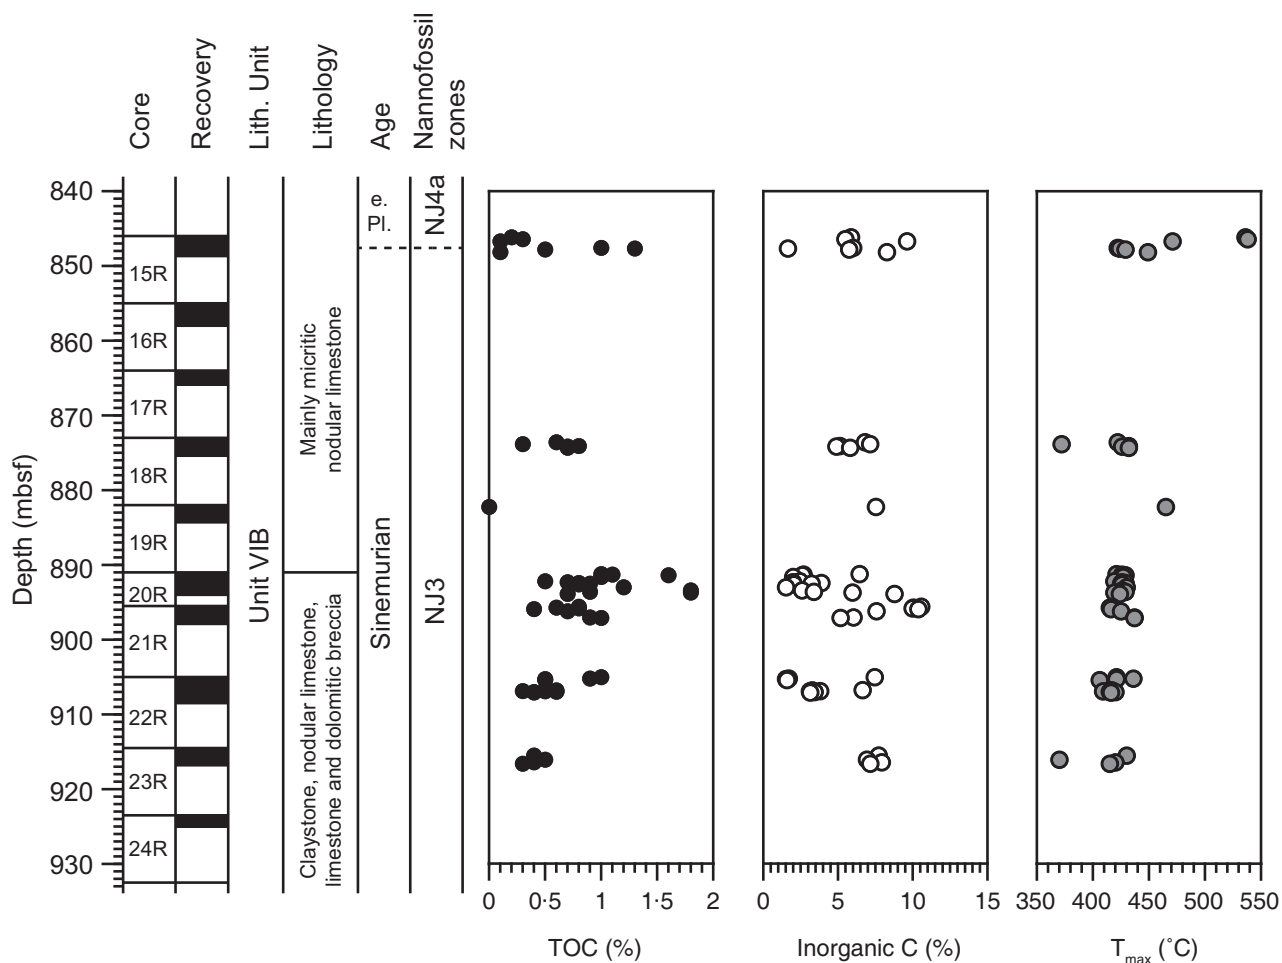 Core
Recovery
Lith. Unit
Lithology
Age
Nannofossil
zones
Depth (mbsf)
840
850
860
870
880
890
900
910
920
930
15R
16R
17R
18R
19R
20R
21R
22R
23R
24R
Unit VIB
Mainly micritic
nodular limestone
Claystone, nodular limestone,
limestone and dolomitic breccia
e.
Pl.
Sinemurian
NJ4a
NJ3
0 0·5 1 1·5 2
TOC (%)
0 5 10 15
Inorganic C (%)
350 400 450 500 550
Tmax (˚C)